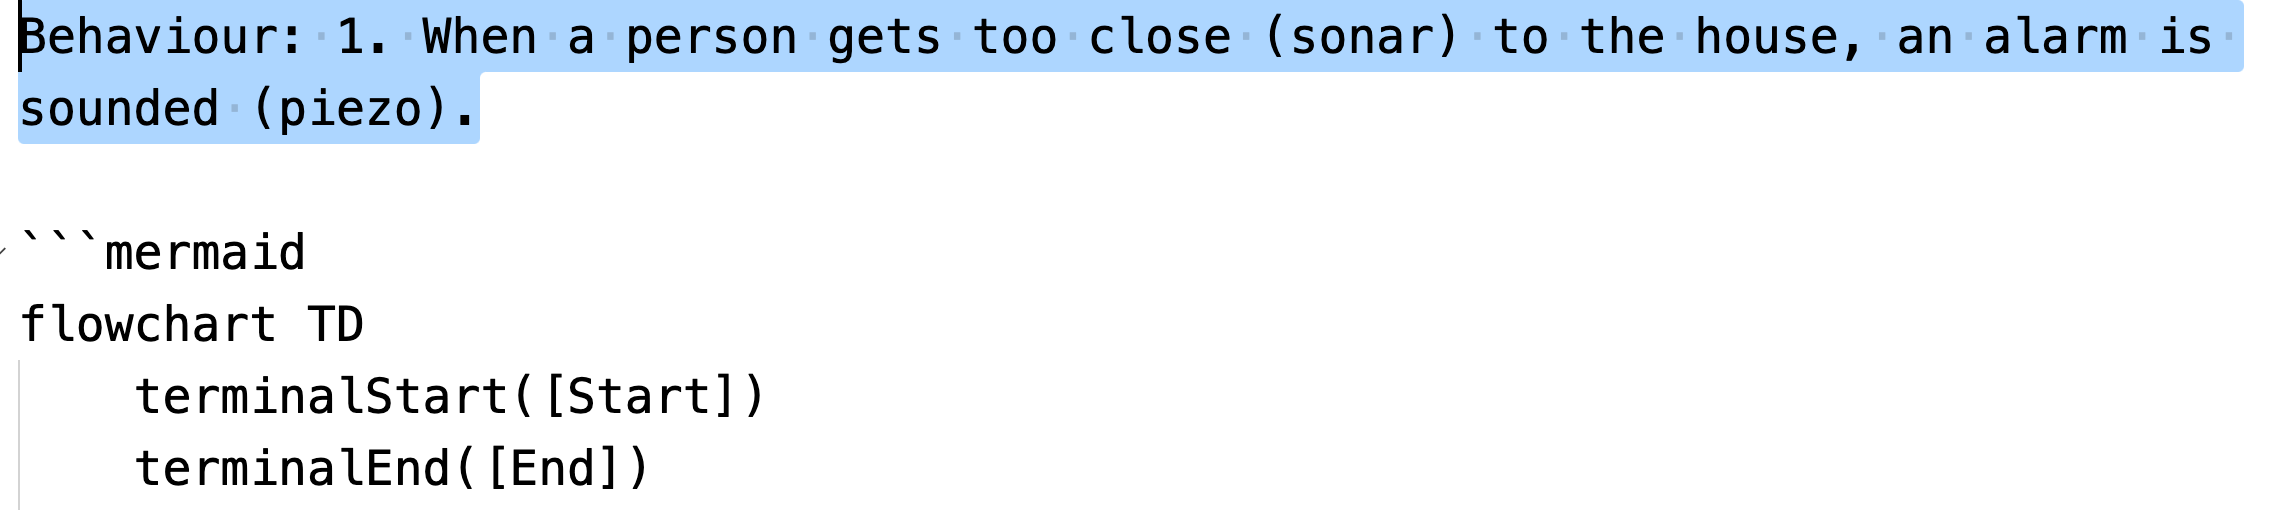 Behaviour: 1. When a person gets too close (sonar) to the house, an alarm is
sounded (piezo).
```mermaid
flowchart TD
    terminalStart([Start])
    terminalEnd([End])